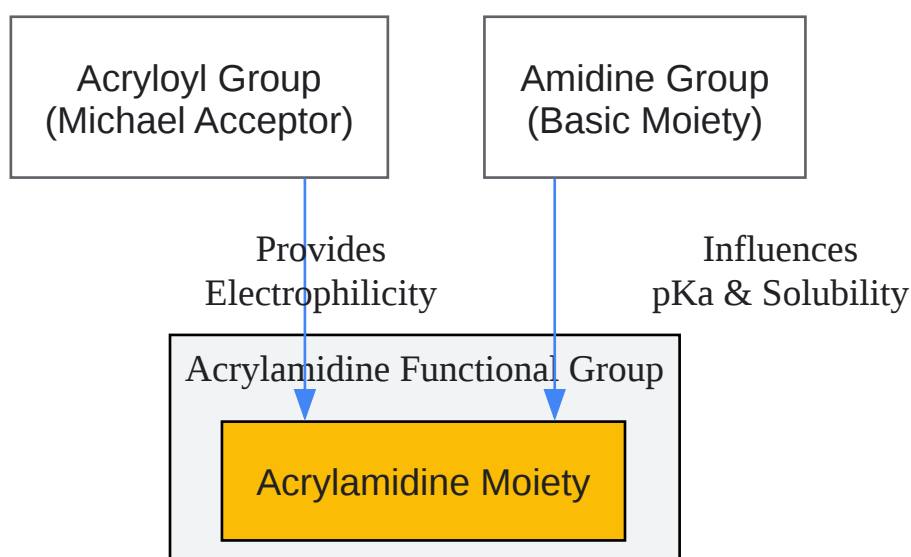 Acryloyl Group
(Michael Acceptor)
Amidine Group
(Basic Moiety)
Provides
Electrophilicity
Influences
pKa & Solubility
Acrylamidine Functional Group
Acrylamidine Moiety